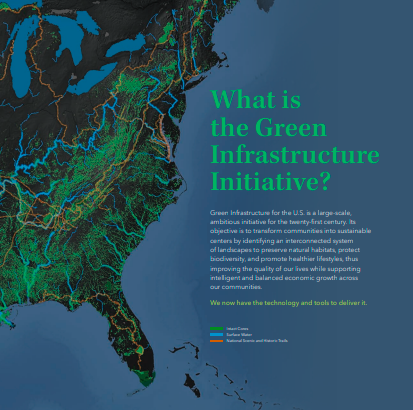 What is
the Green
Infrastructure
Initiative?
Green Infrastructure for the U.S. is a large-scale,
ambitious initiative for the twenty-first century. Its
objective is to transform communities into sustainable
centers by identifying an interconnected system
of landscapes to preserve natural habitats, protect
biodiversity, and promote healthier lifestyles, thus
improving the quality of our lives while supporting
intelligent and balanced economic growth across
our communities.
We now have the technology and tools to deliver it.
Intact Cores
Surface Water
National Scenic and Historic Trails